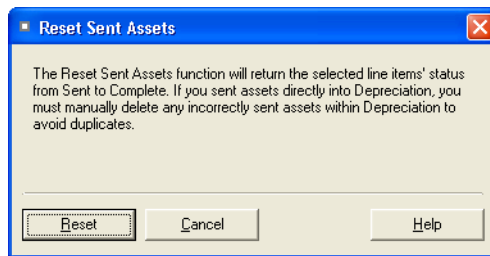 Reset Sent Assets
The Reset Sent Assets function will return the selected line items' status
from Sent to Complete. If you sent assets directly into Depreciation, you
must manually delete any incorrectly sent assets within Depreciation to
avoid duplicates.
Reset Cancel Help